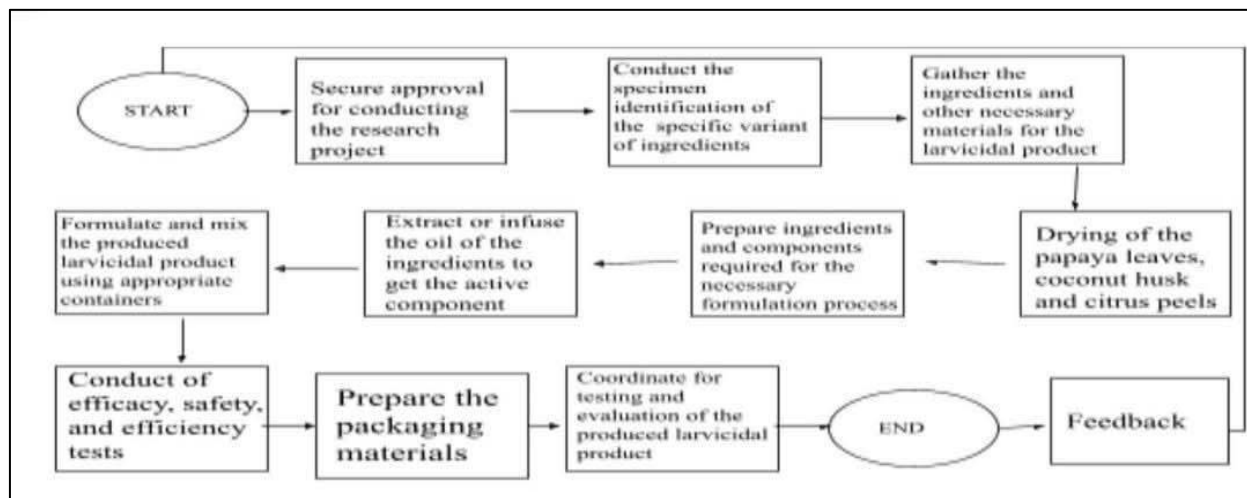 START
Secure approval
for conducting
the research
project
Conduct the
specimen
identification of
the specific variant
of ingredients
Gather the
ingredients and
other necessary
materials for the
larvicidal product
Drying of the
papaya leaves,
coconut husk
and citrus peels
Prepare ingredients
and components
required for the
necessary
formulation process
Extract or infuse
the oil of the
ingredients to
get the active
component
Formulate and mix
the produced
larvicidal product
using appropriate
containers
Conduct of
efficacy, safety,
and efficiency
tests
Prepare the
packaging
materials
Coordinate for
testing and
evaluation of the
produced larvicidal
product
END
Feedback